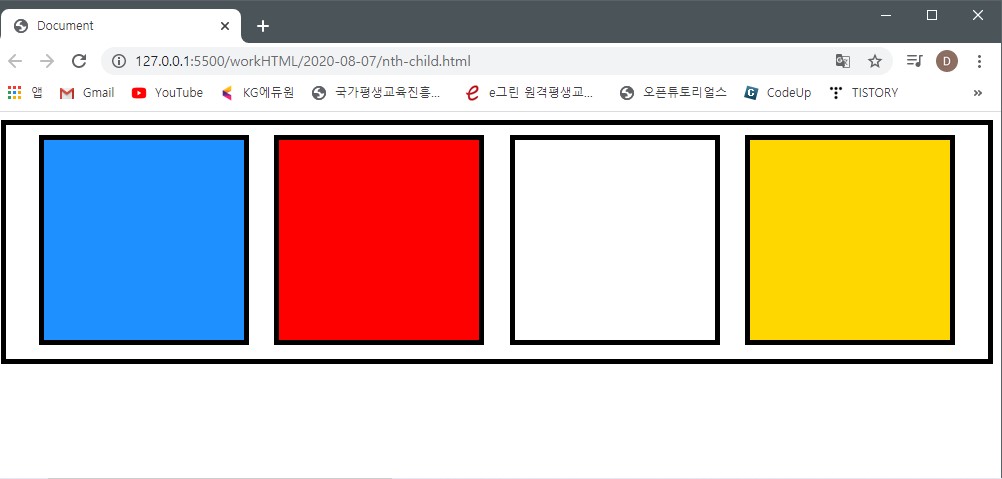 Document
127.0.0.1:5500/workHTML/2020-08-07/nth-child.html
D
앱 Gmail YouTube KG에듀원 국가평생교육진흥... e그린 원격평생교... 오픈튜토리얼스 CodeUp TISTORY »